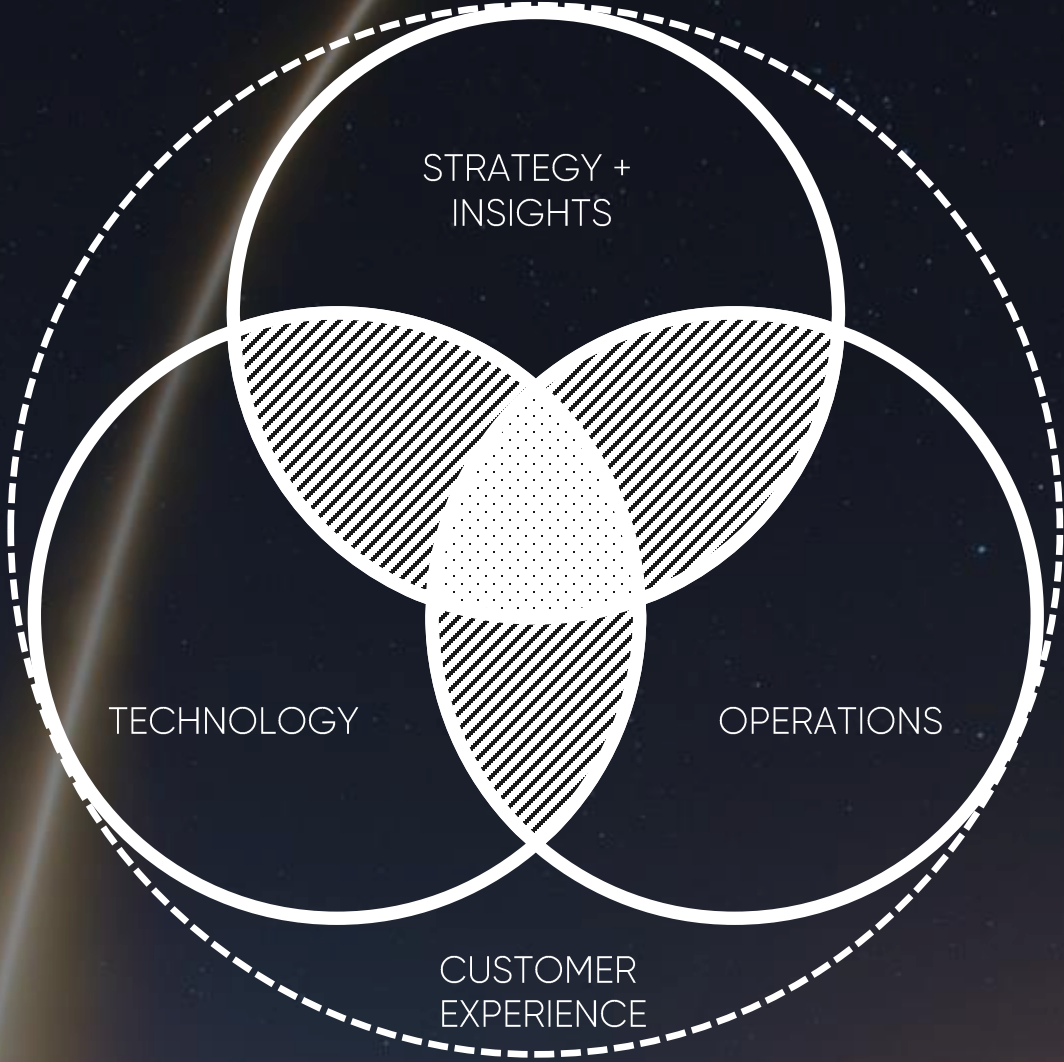 STRATEGY +
INSIGHTS
TECHNOLOGY
OPERATIONS
CUSTOMER
EXPERIENCE